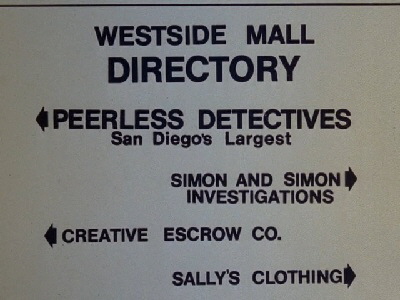 WESTSIDE MALL
DIRECTORY
PEERLESS DETECTIVES
San Diego's Largest
SIMON AND SIMON
INVESTIGATIONS
CREATIVE ESCROW CO.
SALLY'S CLOTHING